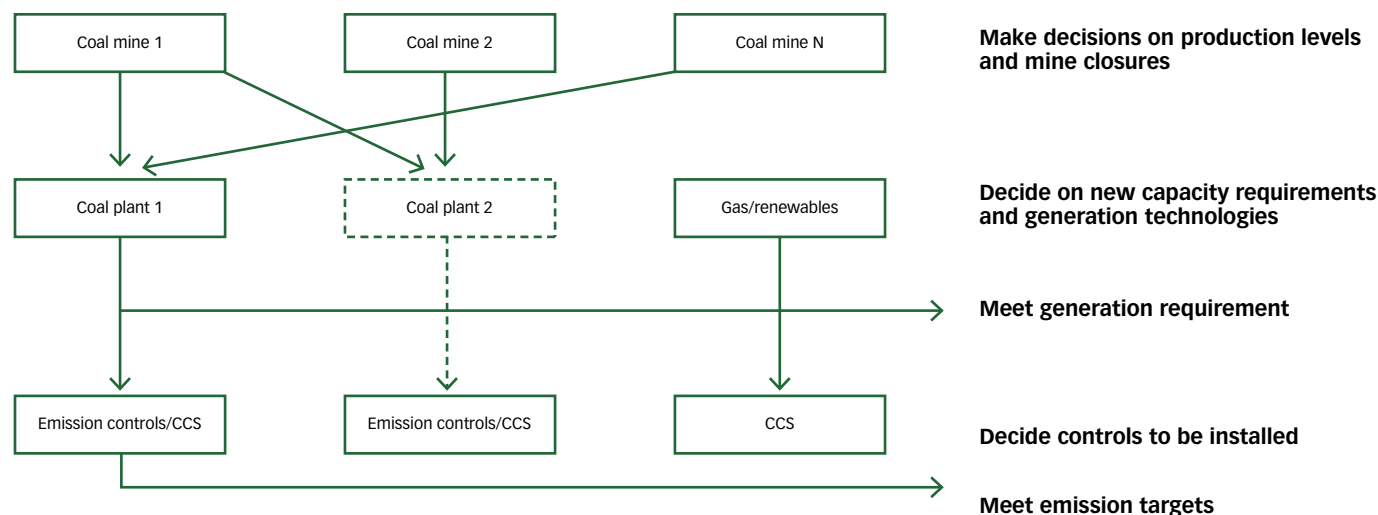 Coal mine 1
Coal mine 2
Coal mine N
Make decisions on production levels
and mine closures
Coal plant 1
Coal plant 2
Gas/renewables
Decide on new capacity requirements
and generation technologies
Meet generation requirement
Emission controls/CCS
Emission controls/CCS
CCS
Decide controls to be installed
Meet emission targets